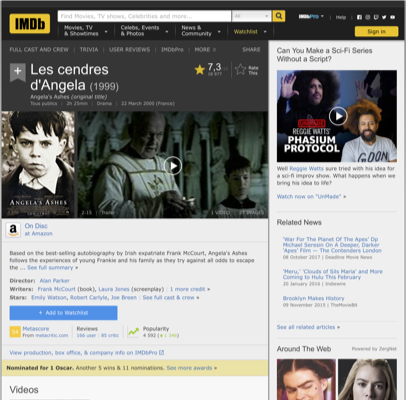 IMDb
Find Movies, TV shows, Celebrities and more...
All
IMDbPro
Help
Movies, TV
& Showtimes
Celebs, Events
& Photos
News &
Community
Watchlist
Sign in
FULL CAST AND CREW | TRIVIA | USER REVIEWS | IMDbPro | MORE
SHARE
Les cendres
d'Angela (1999)
Angela's Ashes (original title)
Tous publics | 2h 25min | Drama | 22 March 2000 (France)
7,3
Rate
This
ANGELA'S ASHES
2:15 | Trailer
1 VIDEO
On Disc
at Amazon
Based on the best-selling autobiography by Irish expatriate Frank McCourt, Angela's Ashes
follows the experiences of young Frankie and his family as they try against all odds to escape
the ... See full summary »
Director: Alan Parker
Writers: Frank McCourt (book), Laura Jones (screenplay) | 1 more credit »
Stars: Emily Watson, Robert Carlyle, Joe Breen | See full cast & crew »
+ Add to Watchlist
Metascore
From metacritic.com
Reviews
166 user | 85 critic
Popularity
View production, box office, & company info on IMDbPro
Nominated for 1 Oscar. Another 5 wins & 11 nominations. See more awards »
Videos
Can You Make a Sci-Fi Series
Without a Script?
REGGIE WATTS'
PHASIUM
PROTOCOL
Well Reggie Watts sure tried with his idea
for a sci-fi improv show. What happens when we
bring his idea to life?
Watch now on "UnMade" »
Related News
'War For The Planet Of The Apes' Dp
Michael Seresin On A Deeper, Darker
'Apes' Film — The Contenders London
08 October 2017 | Deadline Movie News
'Meru,' 'Clouds of Sils Maria' and More
Coming to Hulu This February
20 January 2016 | Indiewire
Brooklyn Makes History
09 November 2015 | TheMovieBit
See all related articles »
Around The Web
Powered by ZergNet